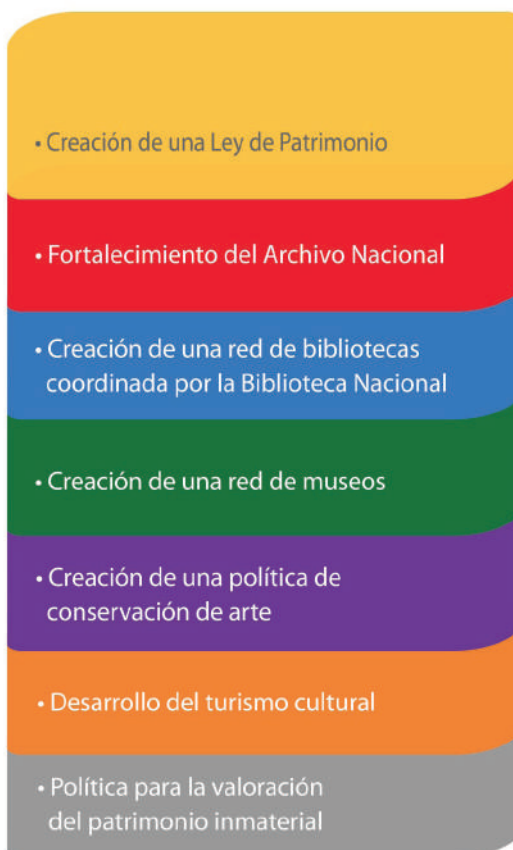 • Creación de una Ley de Patrimonio
• Fortalecimiento del Archivo Nacional
• Creación de una red de bibliotecas
coordinada por la Biblioteca Nacional
• Creación de una red de museos
• Creación de una política de
conservación de arte
• Desarrollo del turismo cultural
• Política para la valoración
del patrimonio inmaterial